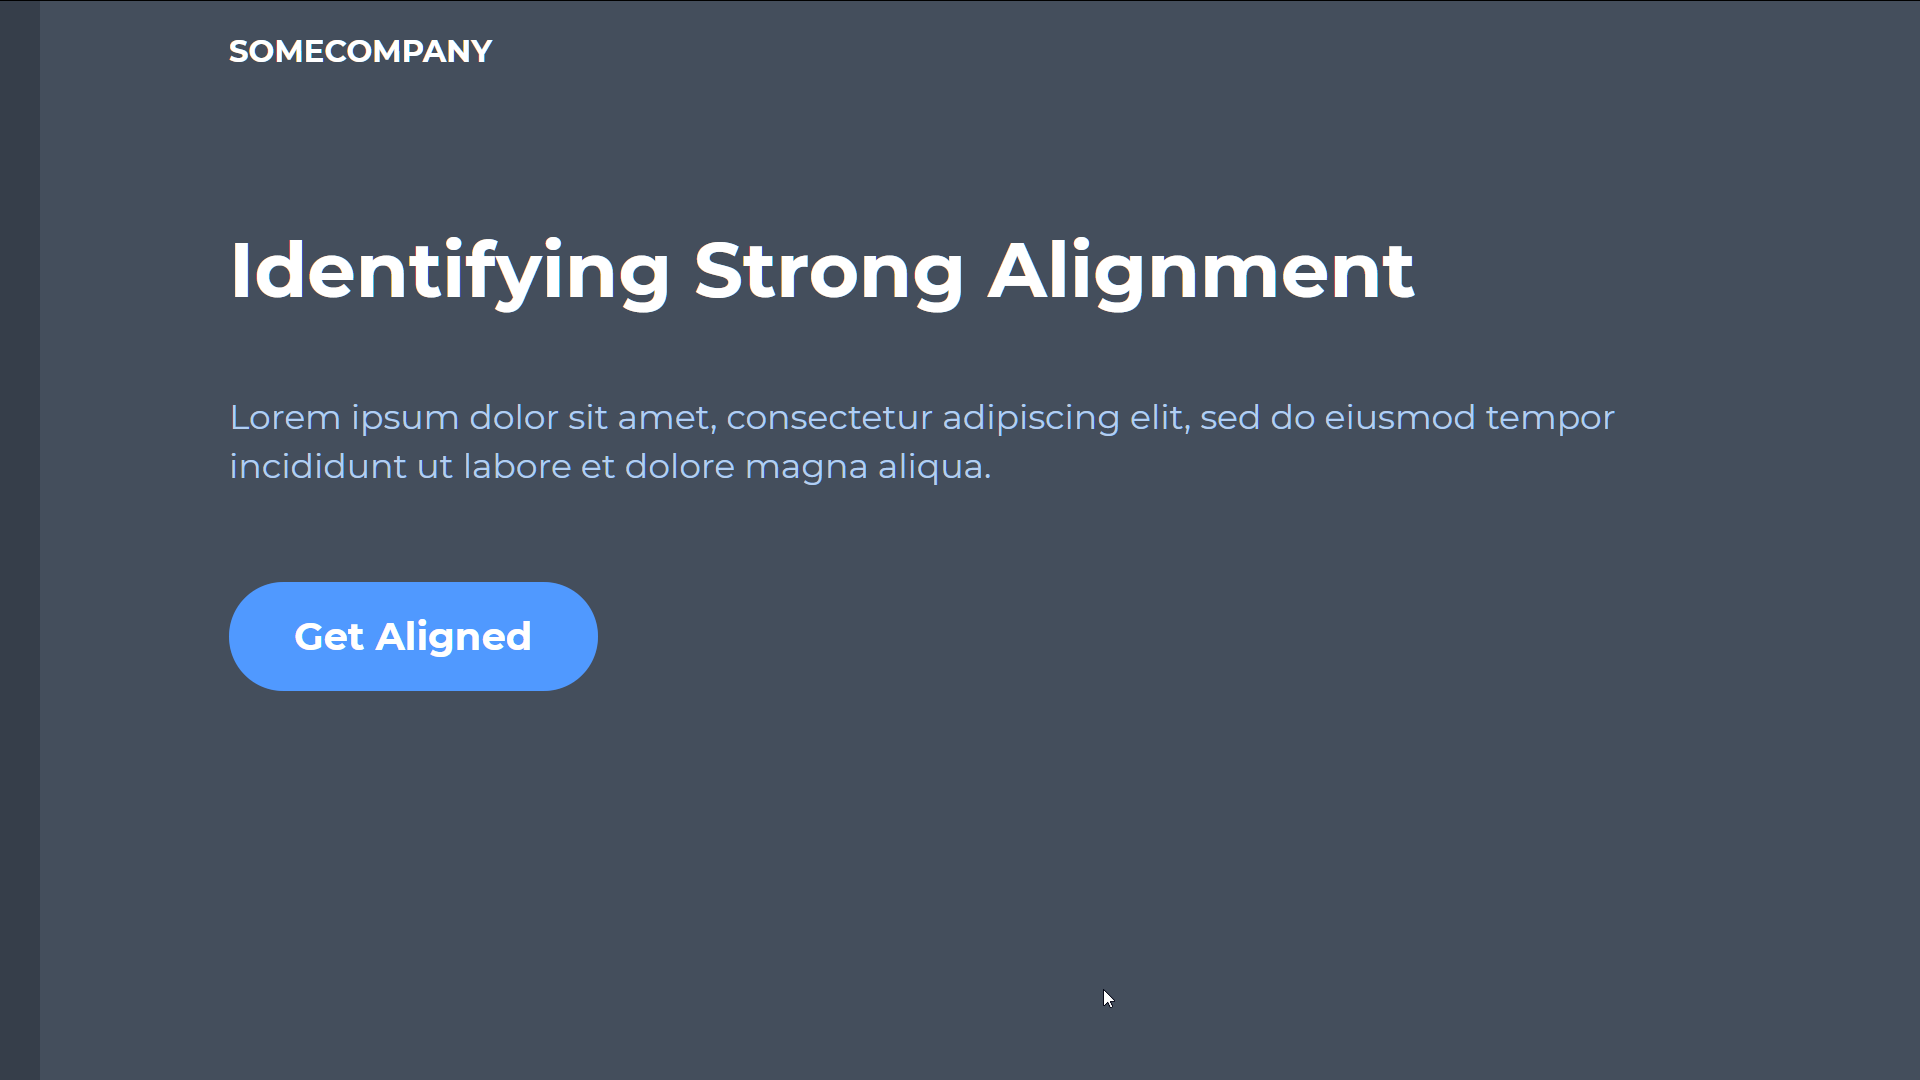 SOMECOMPANY
Identifying Strong Alignment
Lorem ipsum dolor sit amet, consectetur adipiscing elit, sed do eiusmod tempor
incididunt ut labore et dolore magna aliqua.
Get Aligned